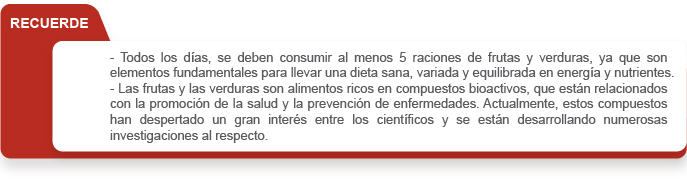 RECUERDE
- Todos los días, se deben consumir al menos 5 raciones de frutas y verduras, ya que son
elementos fundamentales para llevar una dieta sana, variada y equilibrada en energía y nutrientes.
- Las frutas y las verduras son alimentos ricos en compuestos bioactivos, que están relacionados
con la promoción de la salud y la prevención de enfermedades. Actualmente, estos compuestos
han despertado un gran interés entre los científicos y se están desarrollando numerosas
investigaciones al respecto.